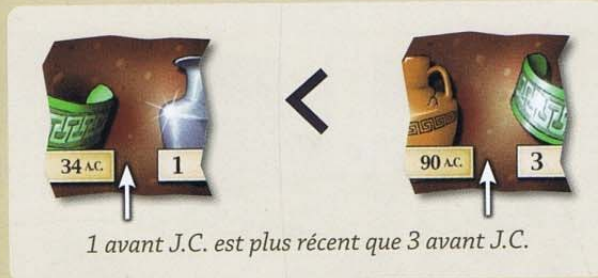 34 A.C. 1 < 90 A.C. 3
1 avant J.C. est plus récent que 3 avant J.C.